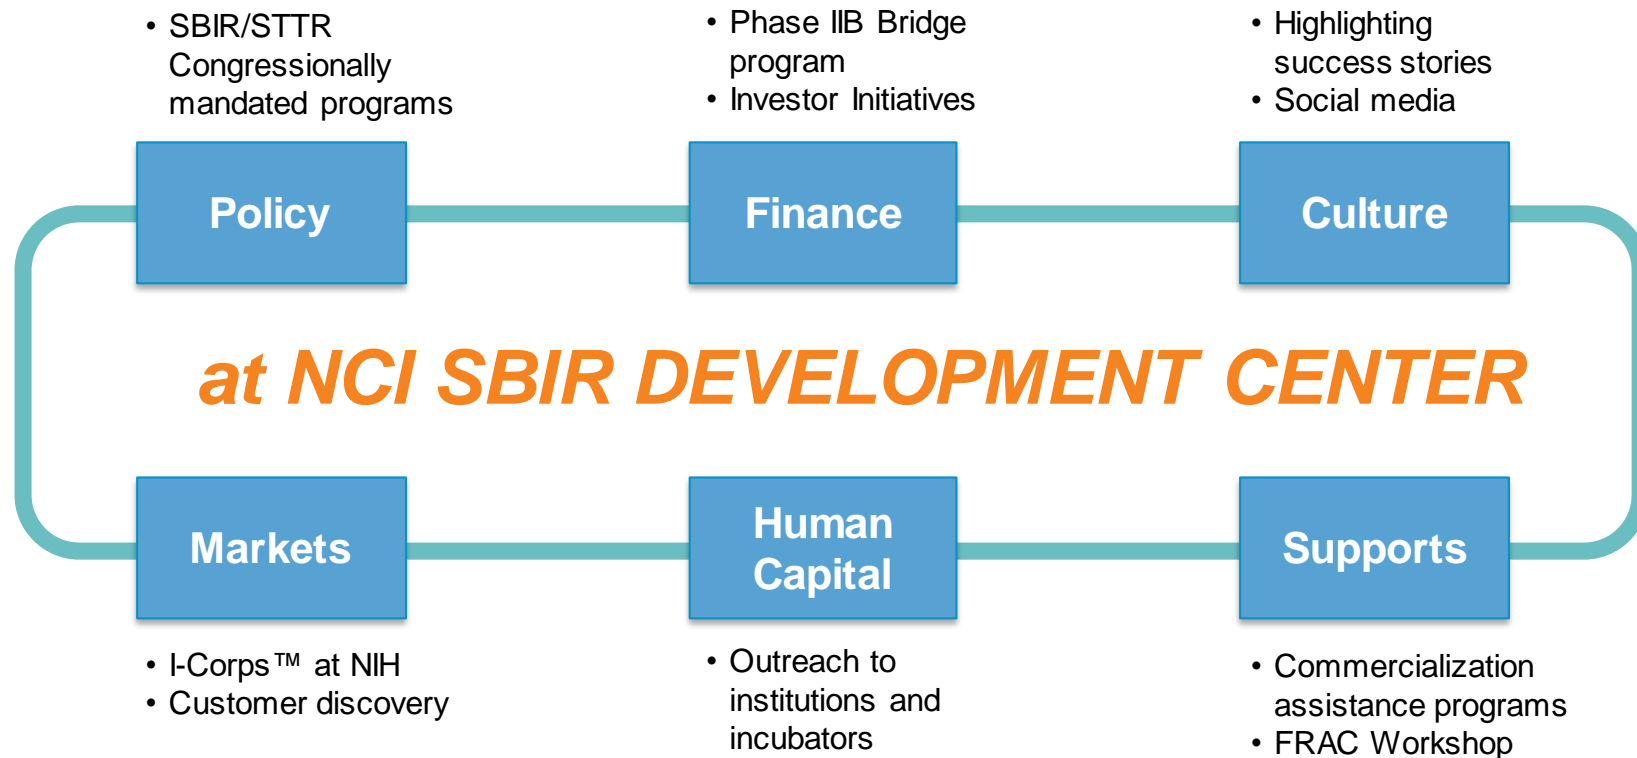 • SBIR/STTR
Congressionally
mandated programs
• Phase IIB Bridge
program
• Investor Initiatives
• Highlighting
success stories
• Social media
Policy
Finance
Culture
at NCI SBIR DEVELOPMENT CENTER
Markets
Human
Capital
Supports
• I-Corps™ at NIH
• Customer discovery
• Outreach to
institutions and
incubators
• Commercialization
assistance programs
• FRAC Workshop